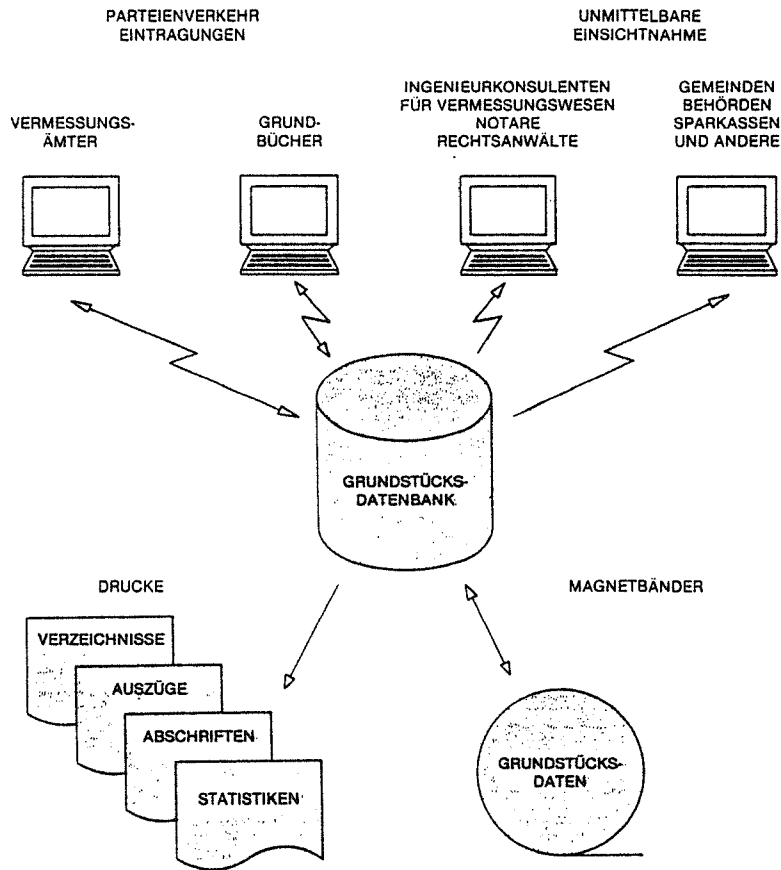 PARTEIENVERKEHR
EINTRAGUNGEN
UNMITTELBARE
EINSICHTNAHME
VERMESSUNGS-
ÄMTER
GRUND-
BÜCHER
INGENIEURKONSULENTEN
FÜR VERMESSUNGSWESEN
NOTARE
RECHTSANWÄLTE
GEMEINDEN
BEHÖRDEN
SPARKASSEN
UND ANDERE
GRUNDSTÜCKS-
DATENBANK
DRUCKE
VERZEICHNISSE
AUSZÜGE
ABSCHRIFTEN
STATISTIKEN
MAGNETBÄNDER
GRUNDSTÜCKS-
DATEN